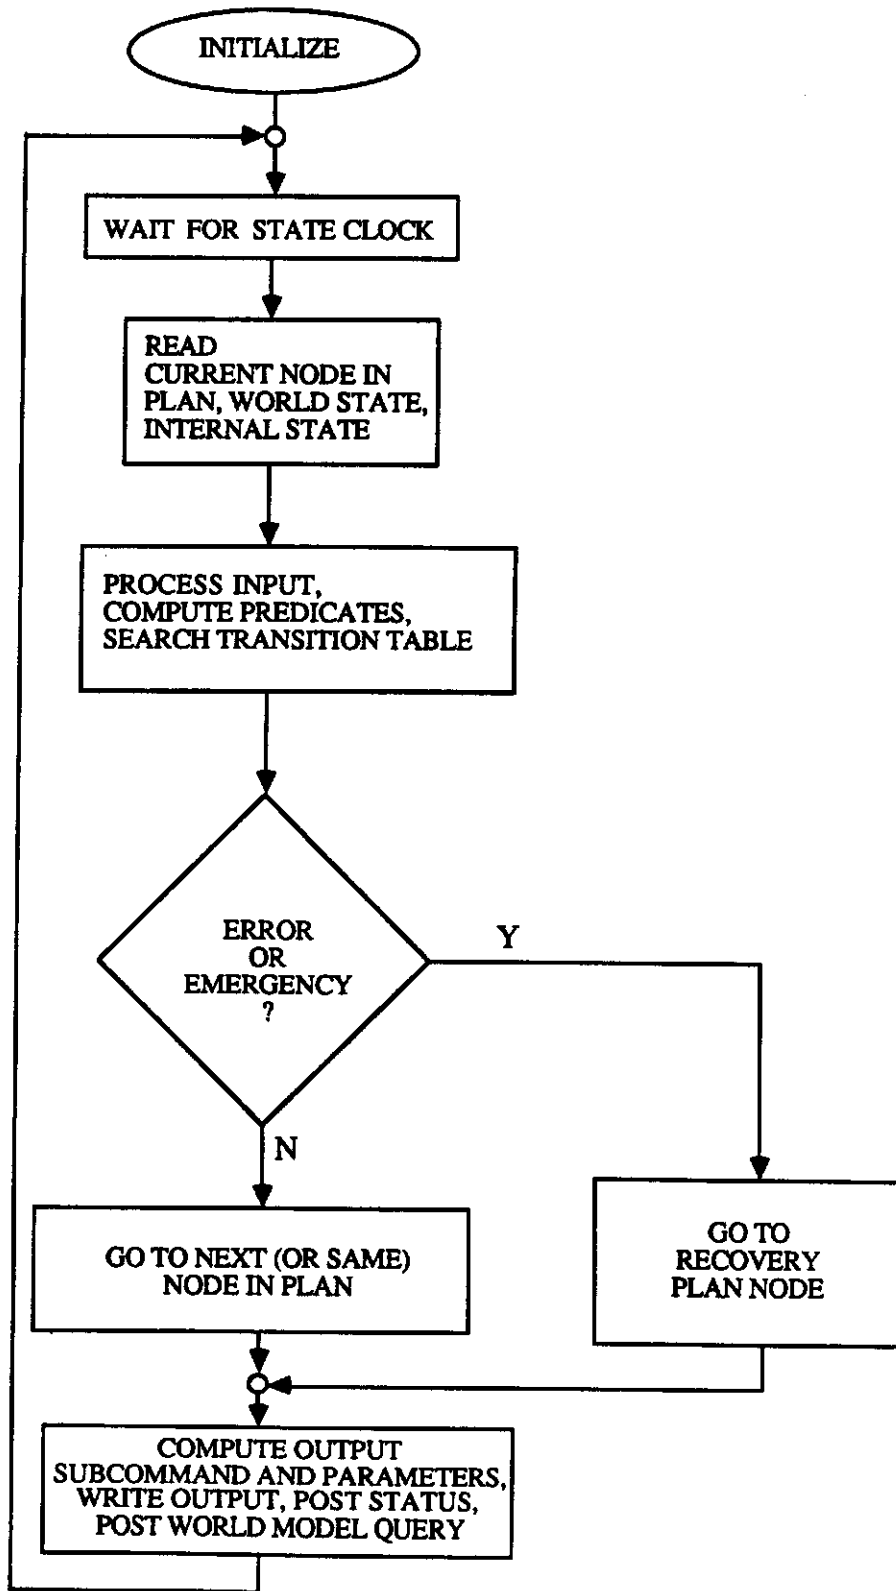 INITIALIZE
WAIT FOR STATE CLOCK
READ
CURRENT NODE IN
PLAN, WORLD STATE,
INTERNAL STATE
PROCESS INPUT,
COMPUTE PREDICATES,
SEARCH TRANSITION TABLE
ERROR
OR
EMERGENCY
?
Y
N
GO TO NEXT (OR SAME)
NODE IN PLAN
GO TO
RECOVERY
PLAN NODE
COMPUTE OUTPUT
SUBCOMMAND AND PARAMETERS,
WRITE OUTPUT, POST STATUS,
POST WORLD MODEL QUERY